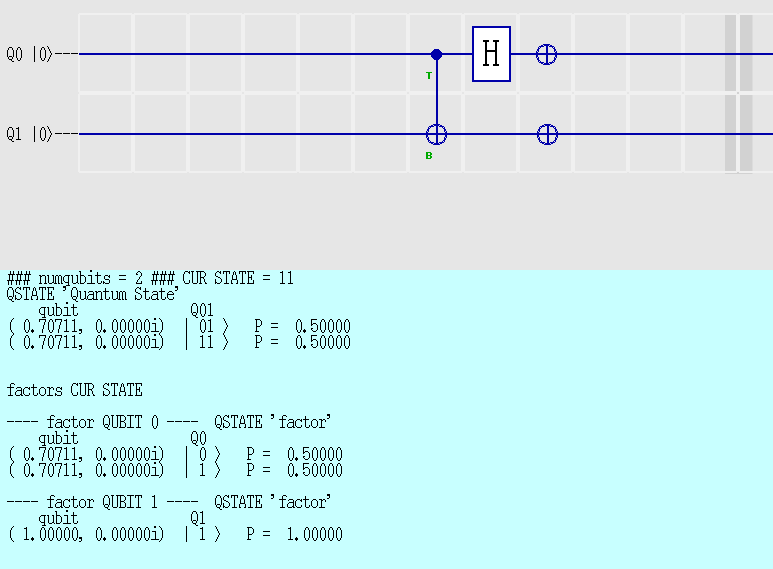 Q0 |0⟩---
H
T
Q1 |0⟩---
B
### numqubits = 2 ### CUR STATE = 11
QSTATE 'Quantum State'
qubit Q01
( 0.70711, 0.00000i) | 01 ⟩ P = 0.50000
( 0.70711, 0.00000i) | 11 ⟩ P = 0.50000
factors CUR STATE
---- factor QUBIT 0 ---- QSTATE 'factor'
qubit Q0
( 0.70711, 0.00000i) | 0 ⟩ P = 0.50000
( 0.70711, 0.00000i) | 1 ⟩ P = 0.50000
---- factor QUBIT 1 ---- QSTATE 'factor'
qubit Q1
( 1.00000, 0.00000i) | 1 ⟩ P = 1.00000